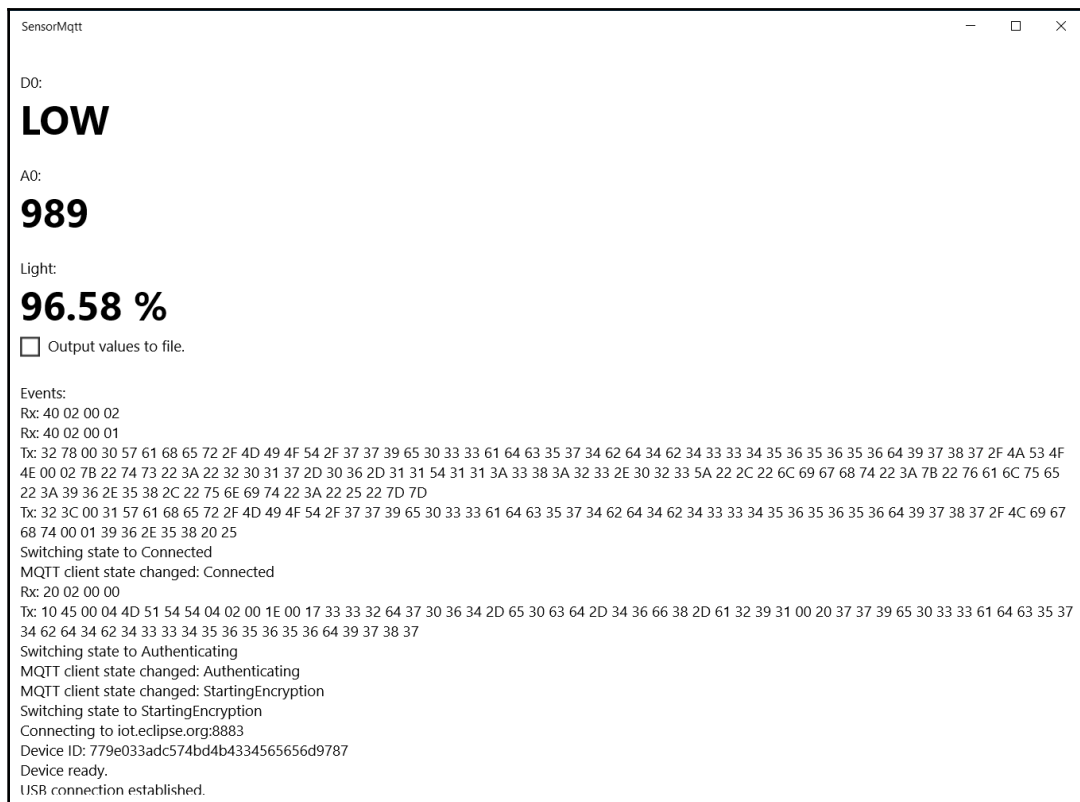 SensorMqtt
D0:
LOW
A0:
989
Light:
96.58 %
Output values to file.
Events:
Rx: 40 02 00 02
Rx: 40 02 00 01
Tx: 32 78 00 30 57 61 68 65 72 2F 4D 49 4F 54 2F 37 37 39 65 30 33 33 61 64 63 35 37 34 62 64 34 62 34 33 33 34 35 36 35 36 35 36 64 39 37 38 37 2F 4A 53 4F
4E 00 02 7B 22 74 73 22 3A 22 32 30 31 37 2D 30 36 2D 31 31 54 31 31 3A 33 38 3A 32 33 2E 30 32 33 5A 22 2C 22 6C 69 67 68 74 22 3A 7B 22 76 61 6C 75 65
22 3A 39 36 2E 35 38 2C 22 75 6E 69 74 22 3A 22 25 22 7D 7D
Tx: 32 3C 00 31 57 61 68 65 72 2F 4D 49 4F 54 2F 37 37 39 65 30 33 33 61 64 63 35 37 34 62 64 34 62 34 33 33 34 35 36 35 36 35 36 64 39 37 38 37 2F 4C 69 67
68 74 00 01 39 36 2E 35 38 20 25
Switching state to Connected
MQTT client state changed: Connected
Rx: 20 02 00 00
Tx: 10 45 00 04 4D 51 54 54 04 02 00 1E 00 17 33 33 32 64 37 30 36 34 2D 65 30 63 64 2D 34 36 66 38 2D 61 32 39 31 00 20 37 37 39 65 30 33 33 61 64 63 35 37
34 62 64 34 62 34 33 33 34 35 36 35 36 35 36 64 39 37 38 37
Switching state to Authenticating
MQTT client state changed: Authenticating
MQTT client state changed: StartingEncryption
Switching state to StartingEncryption
Connecting to iot.eclipse.org:8883
Device ID: 779e033adc574bd4b4334565656d9787
Device ready.
USB connection established.